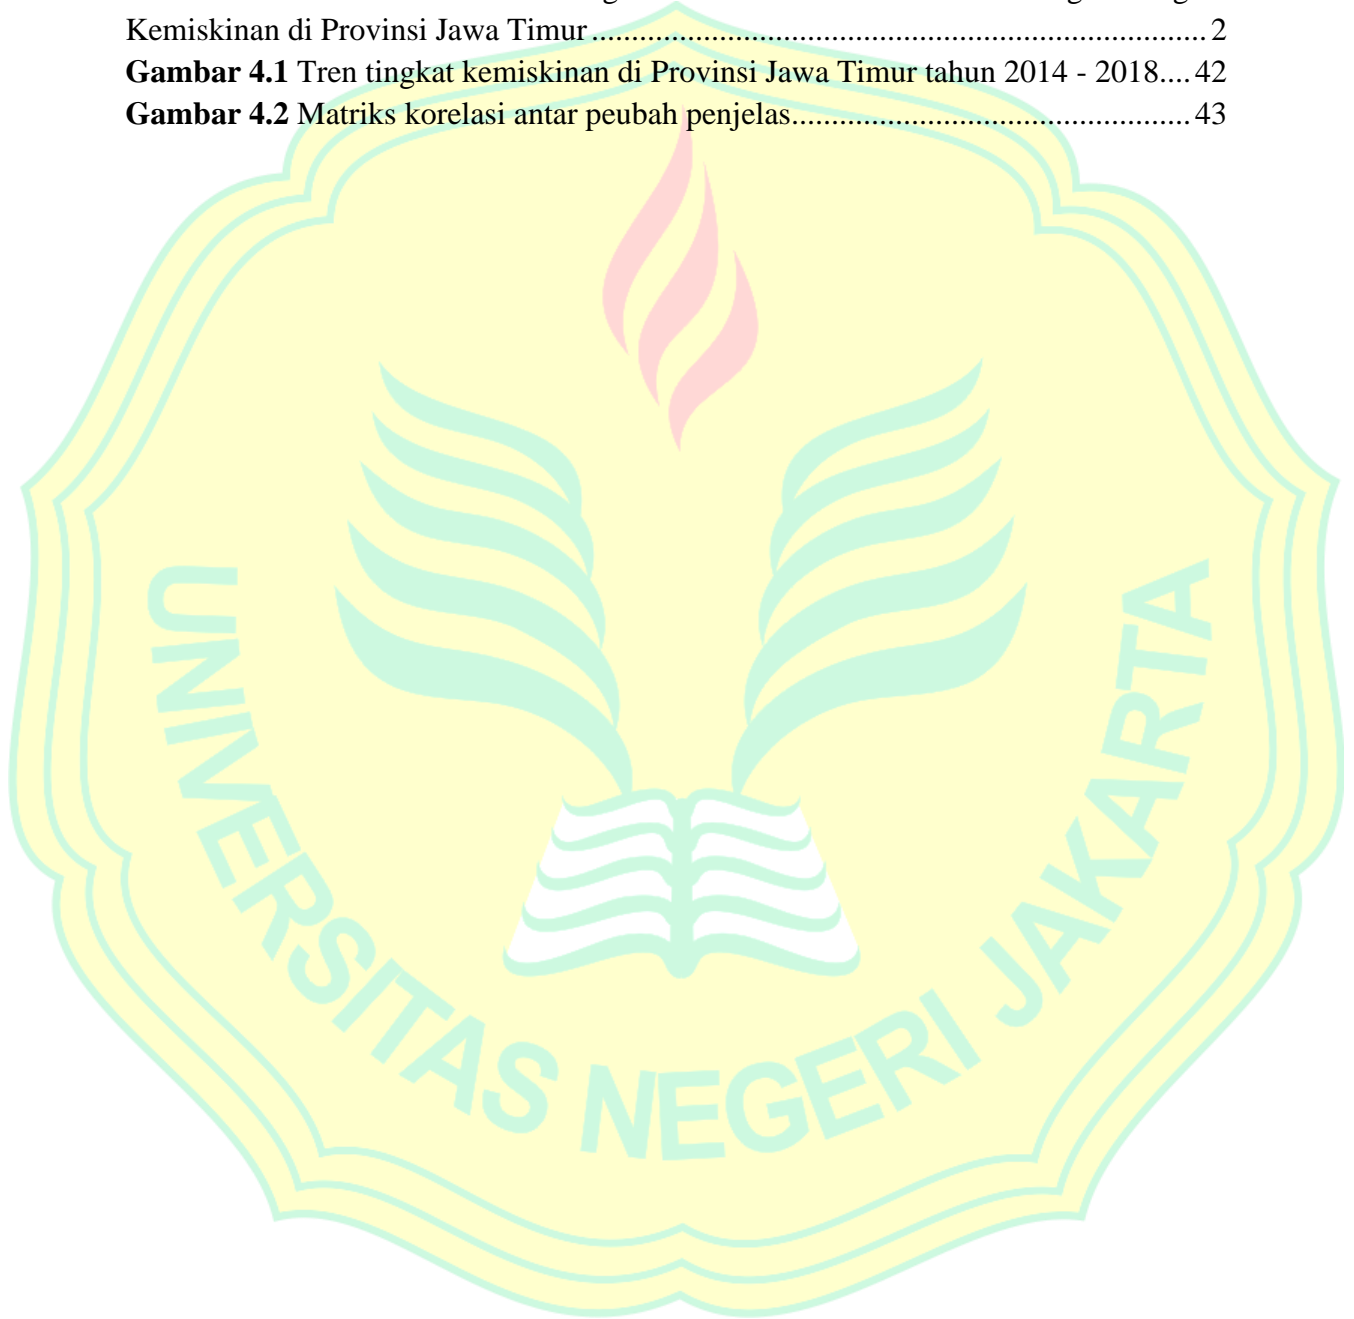 Kemiskinan di Provinsi Jawa Timur............................................................................2
Gambar 4.1 Tren tingkat kemiskinan di Provinsi Jawa Timur tahun 2014 - 2018....42
Gambar 4.2 Matriks korelasi antar peubah penjelas.................................................43
UNIVERSITAS NEGERI JAKARTA